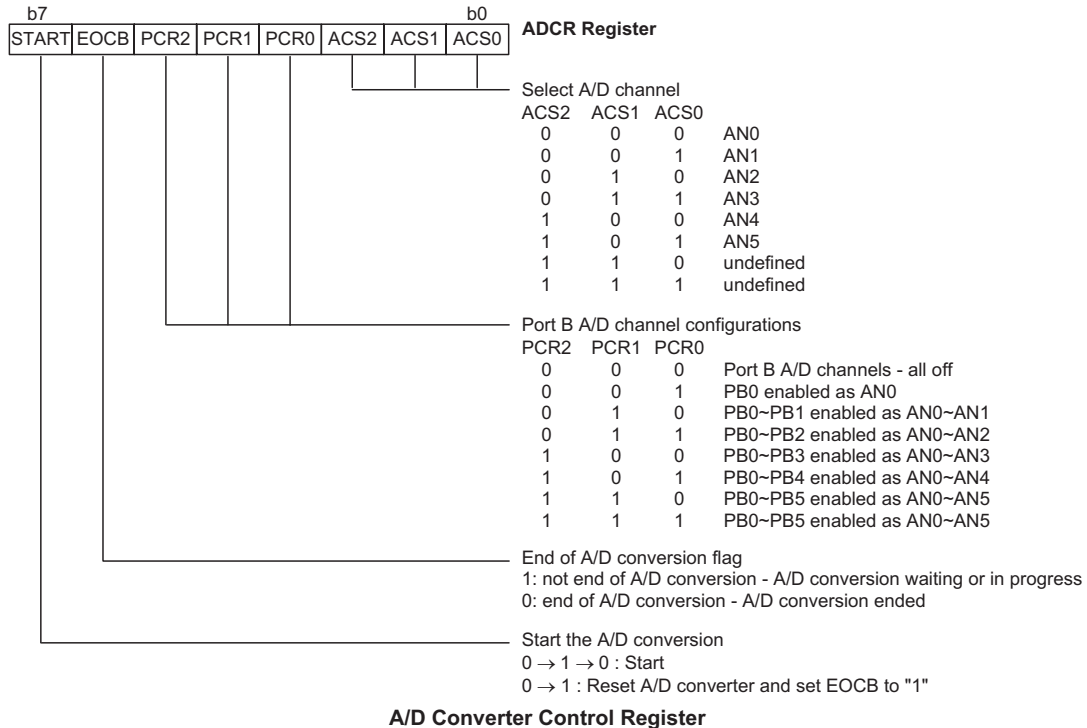 b7 b0
START EOCB PCR2 PCR1 PCR0 ACS2 ACS1 ACS0 ADCR Register
Select A/D channel
ACS2 ACS1 ACS0
0 0 0 AN0
0 0 1 AN1
0 1 0 AN2
0 1 1 AN3
1 0 0 AN4
1 0 1 AN5
1 1 0 undefined
1 1 1 undefined
Port B A/D channel configurations
PCR2 PCR1 PCR0
0 0 0 Port B A/D channels - all off
0 0 1 PB0 enabled as AN0
0 1 0 PB0~PB1 enabled as AN0~AN1
0 1 1 PB0~PB2 enabled as AN0~AN2
1 0 0 PB0~PB3 enabled as AN0~AN3
1 0 1 PB0~PB4 enabled as AN0~AN4
1 1 0 PB0~PB5 enabled as AN0~AN5
1 1 1 PB0~PB5 enabled as AN0~AN5
End of A/D conversion flag
1: not end of A/D conversion - A/D conversion waiting or in progress
0: end of A/D conversion - A/D conversion ended
Start the A/D conversion
0 → 1 → 0 : Start
0 → 1 : Reset A/D converter and set EOCB to "1"
A/D Converter Control Register